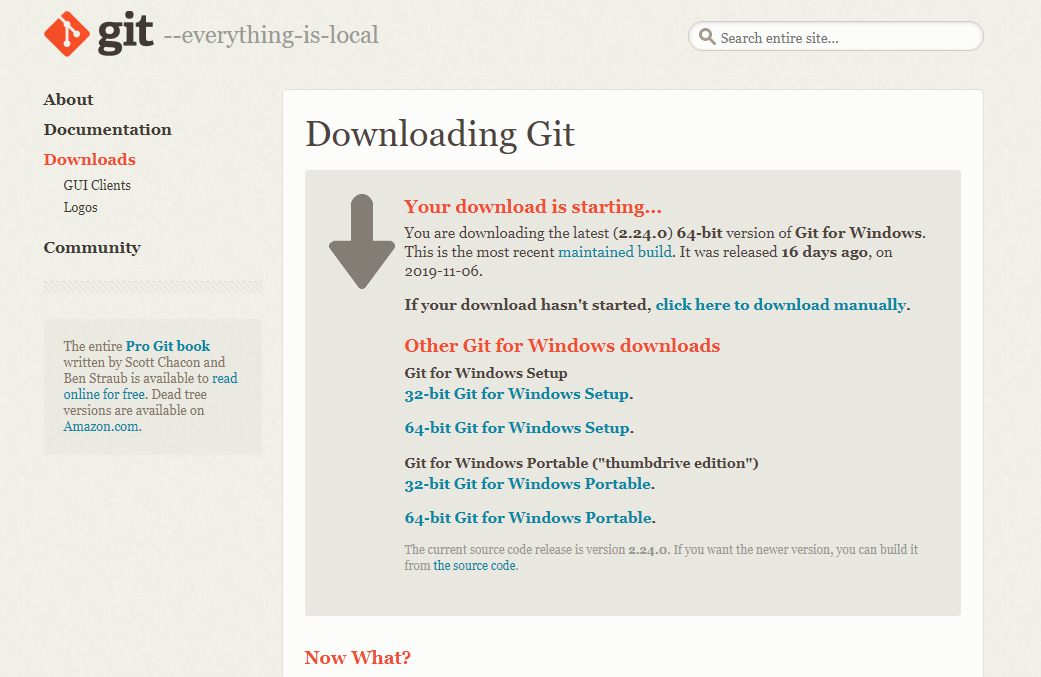 git --everything-is-local
Search entire site...
About
Documentation
Downloads
GUI Clients
Logos
Community
The entire Pro Git book
written by Scott Chacon and
Ben Straub is available to read
online for free. Dead tree
versions are available on
Amazon.com.
Downloading Git
Your download is starting...
You are downloading the latest (2.24.0) 64-bit version of Git for Windows.
This is the most recent maintained build. It was released 16 days ago, on
2019-11-06.
If your download hasn't started, click here to download manually.
Other Git for Windows downloads
Git for Windows Setup
32-bit Git for Windows Setup.
64-bit Git for Windows Setup.
Git for Windows Portable ("thumbdrive edition")
32-bit Git for Windows Portable.
64-bit Git for Windows Portable.
The current source code release is version 2.24.0. If you want the newer version, you can build it
from the source code.
Now What?